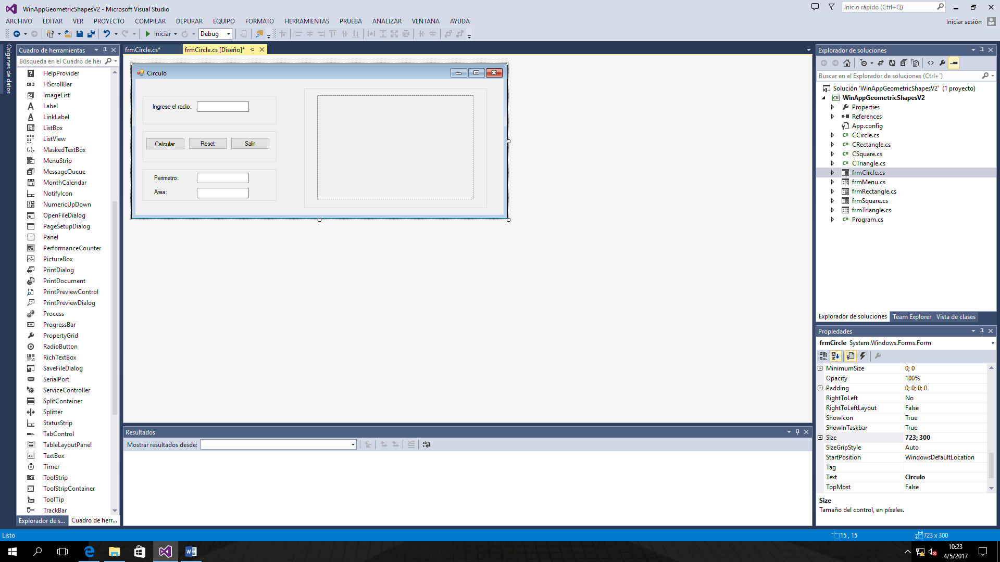 WinAppGeometricShapesV2 - Microsoft Visual Studio
Inicio rápido (Ctrl+Q)
ARCHIVO EDITAR VER PROYECTO COMPILAR DEPURAR EQUIPO FORMATO HERRAMIENTAS PRUEBA ANALIZAR VENTANA AYUDA
Iniciar sesión
Iniciar
Debug
Orígenes de datos
Cuadro de herramientas
Búsqueda en el Cuadro de her
HelpProvider
HScrollBar
ImageList
Label
LinkLabel
ListBox
ListView
MaskedTextBox
MenuStrip
MessageQueue
MonthCalendar
NotifyIcon
NumericUpDown
OpenFileDialog
PageSetupDialog
Panel
PerformanceCounter
PictureBox
PrintDialog
PrintDocument
PrintPreviewControl
PrintPreviewDialog
Process
ProgressBar
PropertyGrid
RadioButton
RichTextBox
SaveFileDialog
SerialPort
ServiceController
SplitContainer
Splitter
StatusStrip
TabControl
TableLayoutPanel
TextBox
Timer
ToolStrip
ToolStripContainer
ToolTip
TrackBar
Explorador de s...
Cuadro de herr...
frmCircle.cs*
frmCircle.cs [Diseño]*
Circulo
Ingrese el radio:
Calcular
Reset
Salir
Perimetro:
Area:
Resultados
Mostrar resultados desde:
Explorador de soluciones
Buscar en el Explorador de soluciones (Ctrl+´)
Solución 'WinAppGeometricShapesV2' (1 proyecto)
WinAppGeometricShapesV2
Properties
References
App.config
CCircle.cs
CRectangle.cs
CSquare.cs
CTriangle.cs
frmCircle.cs
frmMenu.cs
frmRectangle.cs
frmSquare.cs
frmTriangle.cs
Program.cs
Explorador de soluciones Team Explorer Vista de clases
Propiedades
frmCircle System.Windows.Forms.Form
MinimumSize 0; 0
Opacity 100%
Padding 0; 0; 0; 0
RightToLeft No
RightToLeftLayout False
ShowIcon True
ShowInTaskbar True
Size 723; 300
SizeGripStyle Auto
StartPosition WindowsDefaultLocation
Tag
Text Circulo
TopMost False
Size
Tamaño del control, en píxeles.
Listo
15 , 15
723 x 300
10:23
4/5/2017